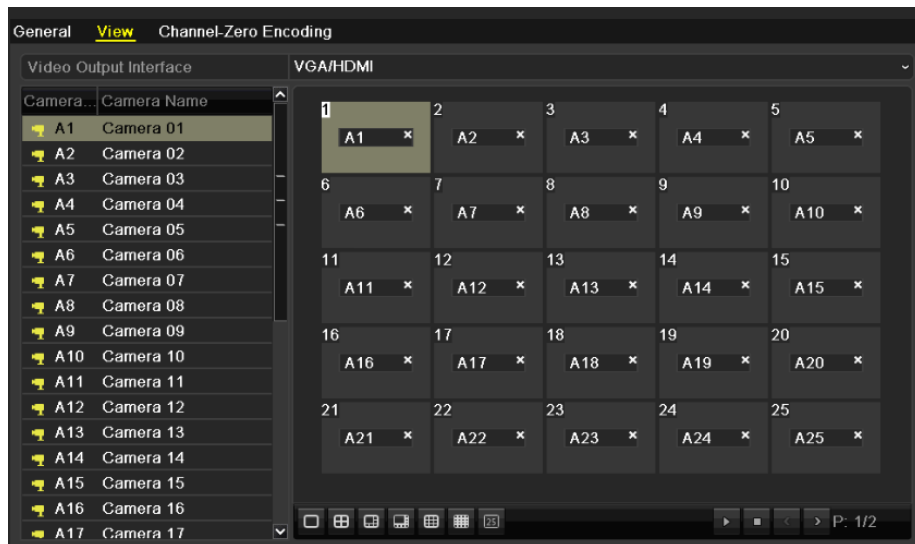 General View Channel-Zero Encoding
Video Output Interface VGA/HDMI
Camera... Camera Name
A1 Camera 01
A2 Camera 02
A3 Camera 03
A4 Camera 04
A5 Camera 05
A6 Camera 06
A7 Camera 07
A8 Camera 08
A9 Camera 09
A10 Camera 10
A11 Camera 11
A12 Camera 12
A13 Camera 13
A14 Camera 14
A15 Camera 15
A16 Camera 16
A17 Camera 17
1 2 3 4 5
A1 A2 A3 A4 A5
6 7 8 9 10
A6 A7 A8 A9 A10
11 12 13 14 15
A11 A12 A13 A14 A15
16 17 18 19 20
A16 A17 A18 A19 A20
21 22 23 24 25
A21 A22 A23 A24 A25
25 P: 1/2